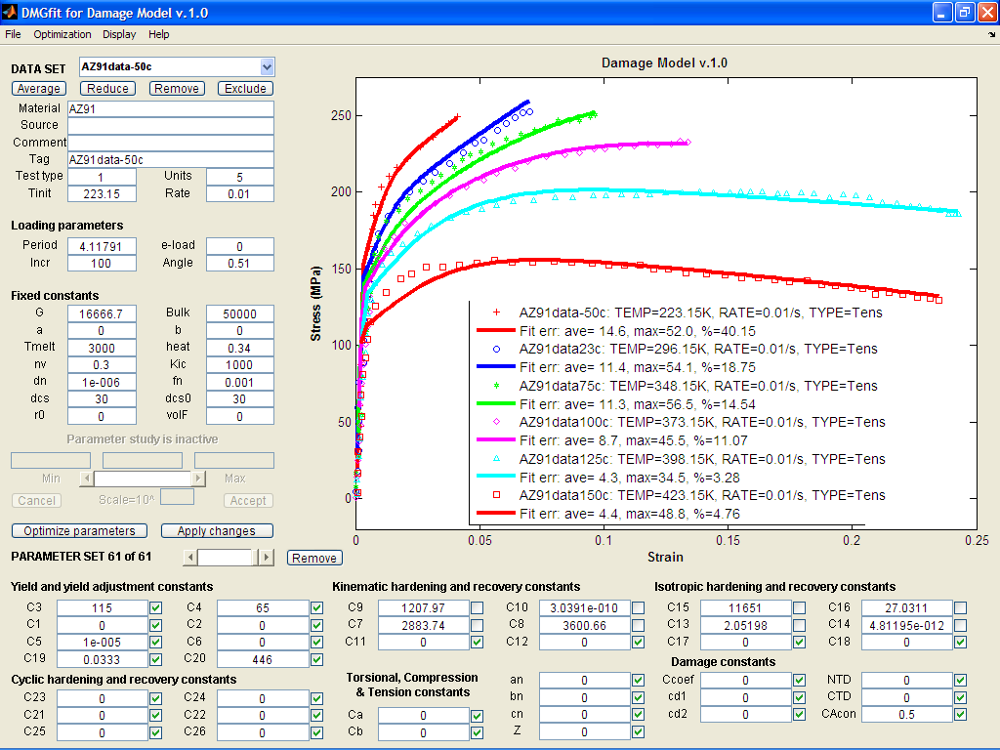 DMGfit for Damage Model v.1.0
File Optimization Display Help
DATA SET AZ91data-50c
Average Reduce Remove Exclude
Material AZ91
Source
Comment
Tag AZ91data-50c
Test type 1 Units 5
Tinit 223.15 Rate 0.01
Loading parameters
Period 4.11791 e-load 0
Incr 100 Angle 0.51
Fixed constants
G 16666.7 Bulk 50000
a 0 b 0
Tmelt 3000 heat 0.34
nv 0.3 Kic 1000
dn 1e-006 fn 0.001
dcs 30 dcs0 30
r0 0 volF 0
Parameter study is inactive
Min Max
Cancel Scale=10^ Accept
Optimize parameters Apply changes
PARAMETER SET 61 of 61 Remove
Damage Model v.1.0
Stress (MPa)
250
200
150
100
50
0
0 0.05 0.1 0.15 0.2 0.25
Strain
AZ91data-50c: TEMP=223.15K, RATE=0.01/s, TYPE=Tens
Fit err: ave= 14.6, max=52.0, %=40.15
AZ91data23c: TEMP=296.15K, RATE=0.01/s, TYPE=Tens
Fit err: ave= 11.4, max=54.1, %=18.75
AZ91data75c: TEMP=348.15K, RATE=0.01/s, TYPE=Tens
Fit err: ave= 11.3, max=56.5, %=14.54
AZ91data100c: TEMP=373.15K, RATE=0.01/s, TYPE=Tens
Fit err: ave= 8.7, max=45.5, %=11.07
AZ91data125c: TEMP=398.15K, RATE=0.01/s, TYPE=Tens
Fit err: ave= 4.3, max=34.5, %=3.28
AZ91data150c: TEMP=423.15K, RATE=0.01/s, TYPE=Tens
Fit err: ave= 4.4, max=48.8, %=4.76
Yield and yield adjustment constants
C3 115 C4 65
C1 0 C2 0
C5 1e-005 C6 0
C19 0.0333 C20 446
Cyclic hardening and recovery constants
C23 0 C24 0
C21 0 C22 0
C25 0 C26 0
Kinematic hardening and recovery constants
C9 1207.97 C10 3.0391e-010
C7 2883.74 C8 3600.66
C11 0 C12 0
Torsional, Compression
& Tension constants
Ca 0
Cb 0
an 0
bn 0
cn 0
Z 0
Isotropic hardening and recovery constants
C15 11651 C16 27.0311
C13 2.05198 C14 4.81195e-012
C17 0 C18 0
Damage constants
Ccoef 0 NTD 0
cd1 0 CTD 0
cd2 0 CAcon 0.5